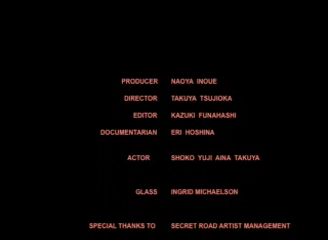 PRODUCER NAOYA INOUE
DIRECTOR TAKUYA TSUJIOKA
EDITOR KAZUKI FUNAHASHI
DOCUMENTARIAN ERI HOSHINA
ACTOR SHOKO YUJI AINA TAKUYA
GLASS INGRID MICHAELSON
SPECIAL THANKS TO SECRET ROAD ARTIST MANAGEMENT